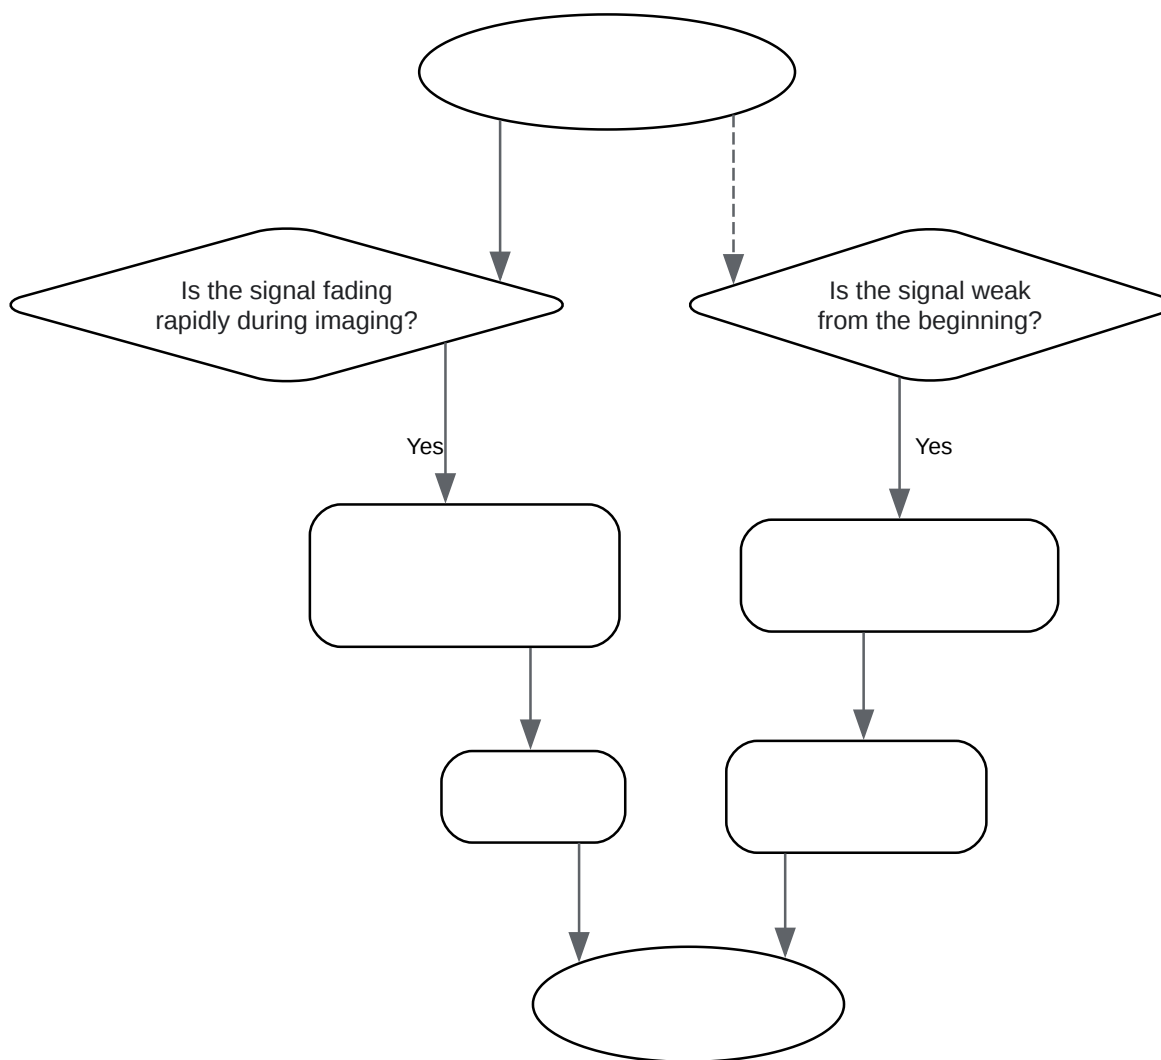 Is the signal fading
rapidly during imaging?
Is the signal weak
from the beginning?
Yes
Yes